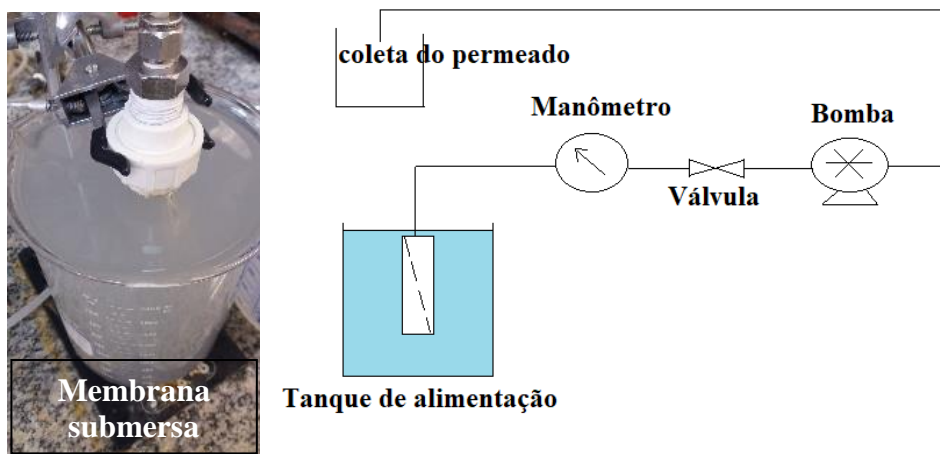 Membrana
submersa
coleta do permeado
Manômetro
Bomba
Válvula
Tanque de alimentação